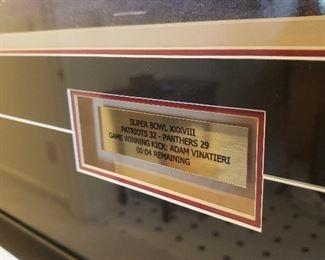 SUPER BOWL XXXVIII
PATRIOTS 32 - PANTHERS 29
GAME WINNING KICK: ADAM VINATIERI
00:04 REMAINING